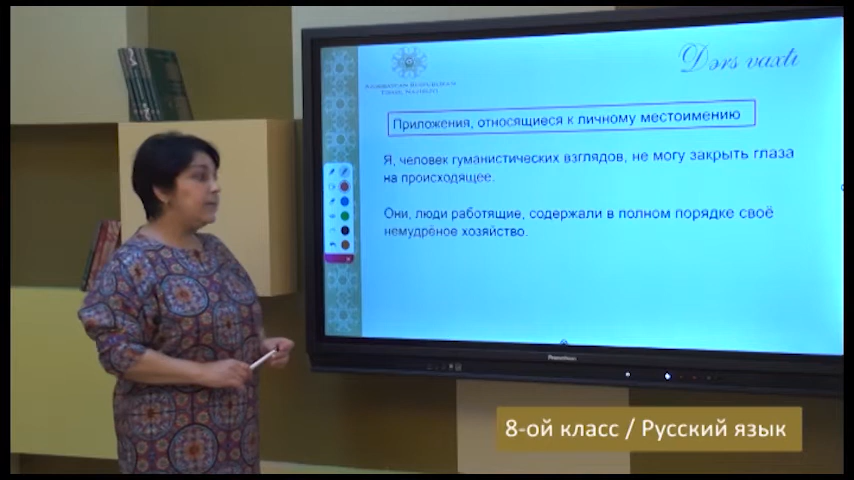 Dərs vaxtı
Приложения, относящиеся к личному местоимению
Я, человек гуманистических взглядов, не могу закрыть глаза
на происходящее.
Они, люди работящие, содержали в полном порядке своё
немудрёное хозяйство.
8-ой класс / Русский язык